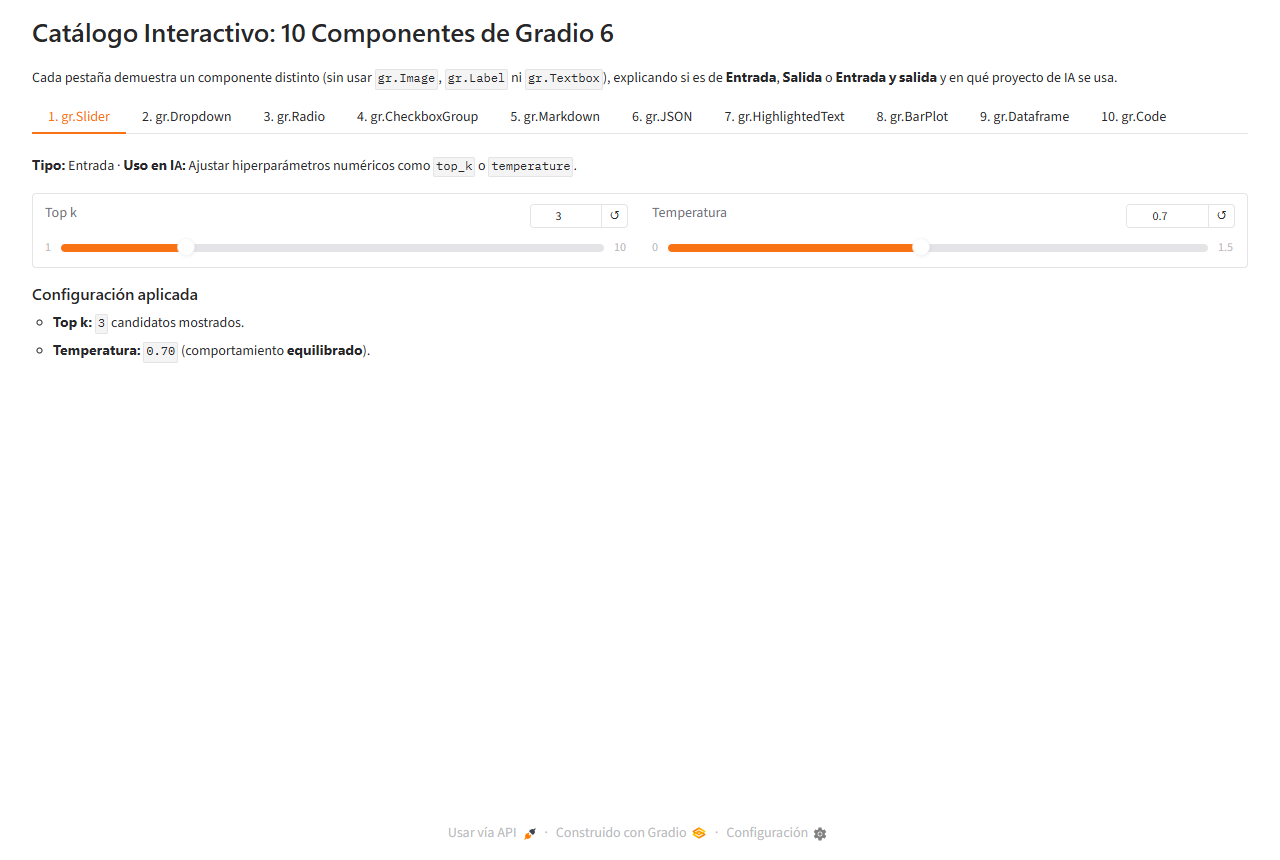 Catálogo Interactivo: 10 Componentes de Gradio 6
Cada pestaña demuestra un componente distinto (sin usar gr.Image, gr.Label ni gr.Textbox), explicando si es de Entrada, Salida o Entrada y salida y en qué proyecto de IA se usa.
1. gr.Slider 2. gr.Dropdown 3. gr.Radio 4. gr.CheckboxGroup 5. gr.Markdown 6. gr.JSON 7. gr.HighlightedText 8. gr.BarPlot 9. gr.Dataframe 10. gr.Code
Tipo: Entrada · Uso en IA: Ajustar hiperparámetros numéricos como top_k o temperature.
Top k 3 ↺ Temperatura 0.7 ↺
1 10 0 1.5
Configuración aplicada
Top k: 3 candidatos mostrados.
Temperatura: 0.70 (comportamiento equilibrado).
Usar vía API · Construido con Gradio · Configuración